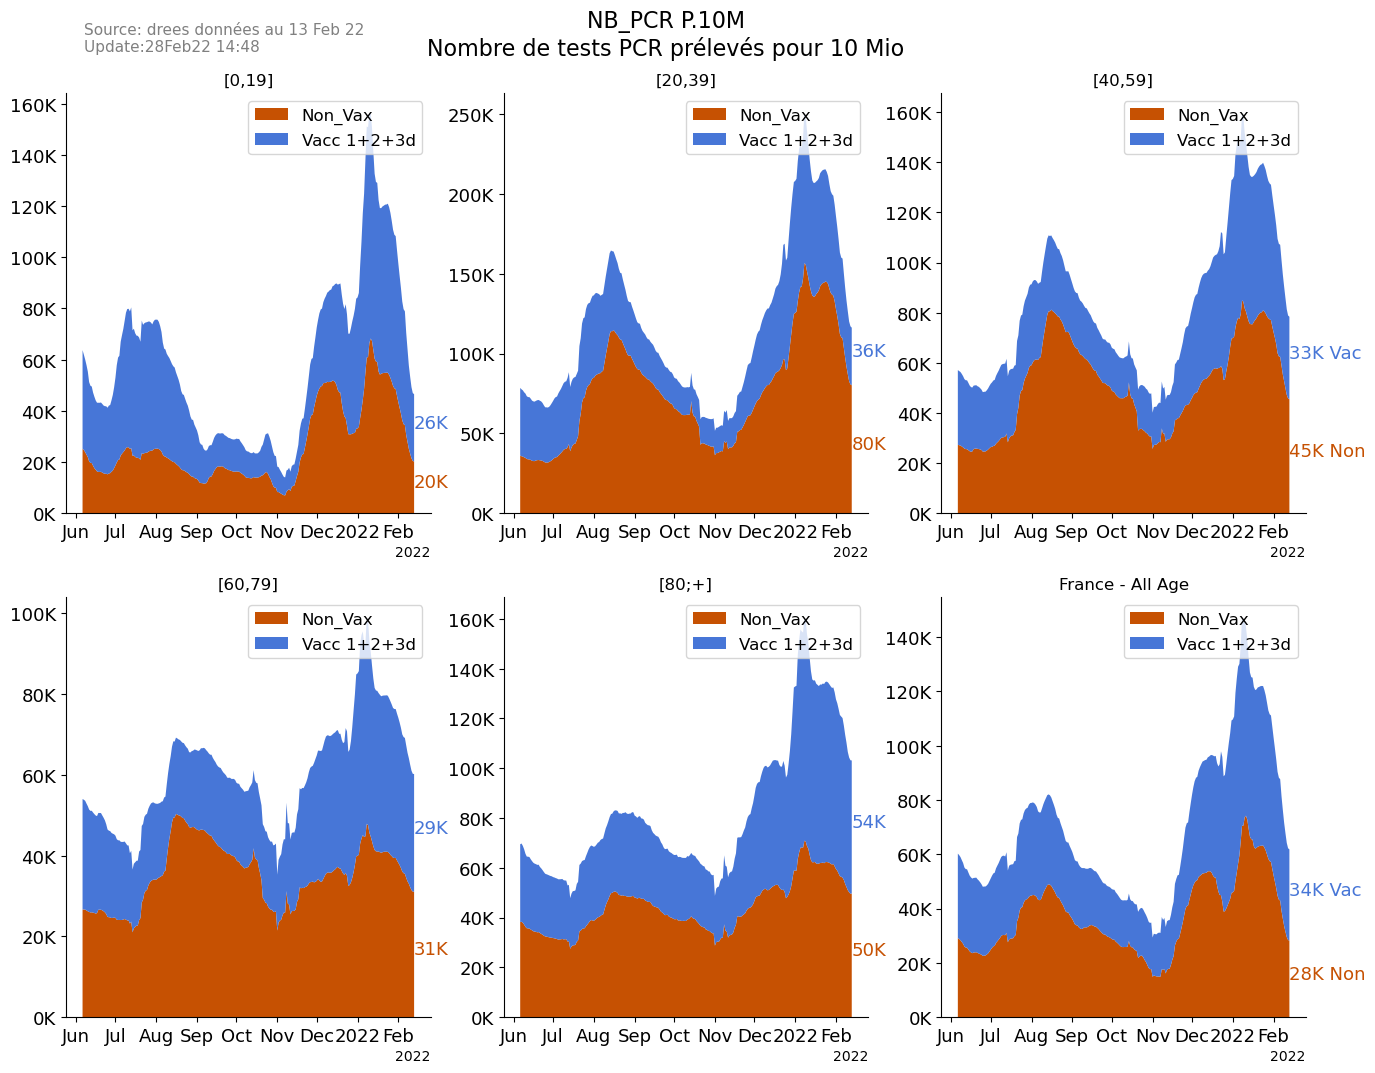 Source: drees données au 13 Feb 22
Update:28Feb22 14:48
NB_PCR P.10M
Nombre de tests PCR prélevés pour 10 Mio
[0,19]
Non_Vax
Vacc 1+2+3d
160K
140K
120K
100K
80K
60K
40K
20K
0K
26K
20K
Jun Jul Aug Sep Oct Nov Dec 2022 Feb
2022
[20,39]
Non_Vax
Vacc 1+2+3d
250K
200K
150K
100K
50K
0K
36K
80K
Jun Jul Aug Sep Oct Nov Dec 2022 Feb
2022
[40,59]
Non_Vax
Vacc 1+2+3d
160K
140K
120K
100K
80K
60K
40K
20K
0K
33K Vac
45K Non
Jun Jul Aug Sep Oct Nov Dec 2022 Feb
2022
[60,79]
Non_Vax
Vacc 1+2+3d
100K
80K
60K
40K
20K
0K
29K
31K
Jun Jul Aug Sep Oct Nov Dec 2022 Feb
2022
[80;+]
Non_Vax
Vacc 1+2+3d
160K
140K
120K
100K
80K
60K
40K
20K
0K
54K
50K
Jun Jul Aug Sep Oct Nov Dec 2022 Feb
2022
France - All Age
Non_Vax
Vacc 1+2+3d
140K
120K
100K
80K
60K
40K
20K
0K
34K Vac
28K Non
Jun Jul Aug Sep Oct Nov Dec 2022 Feb
2022